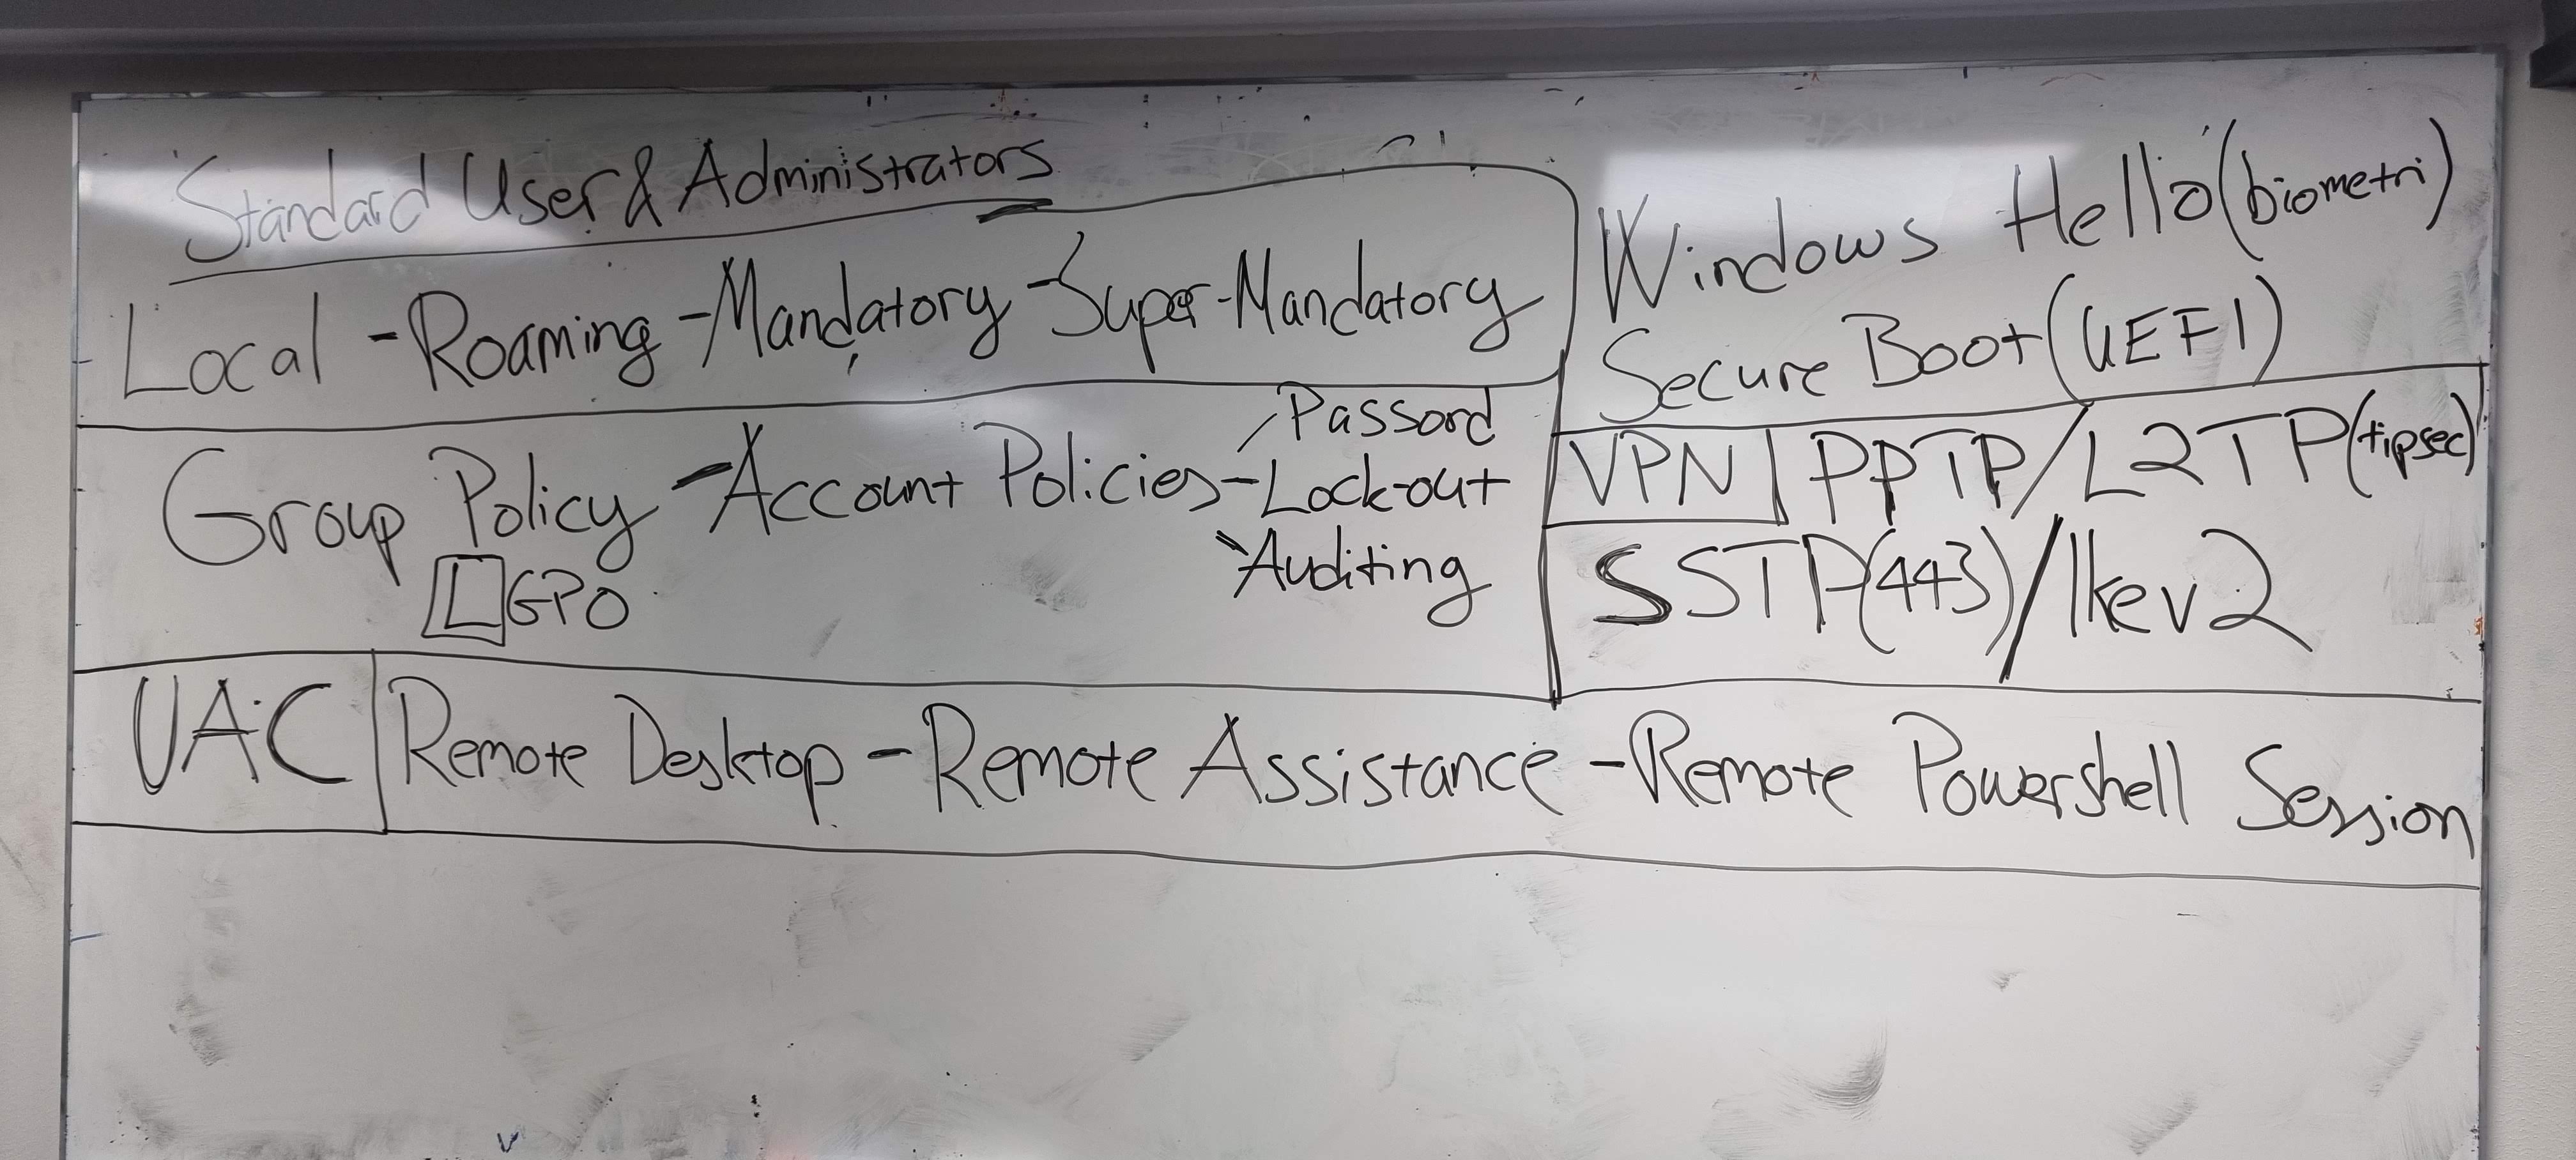 Standard User & Administrators
Local - Roaming - Mandatory - Super-Mandatory
Group Policy - Account Policies - Lock-out
Passord
Auditing
LGPO
Windows Hello (biometri)
Secure Boot (UEFI)
VPN | PPTP / L2TP (+ipsec)
SSTP (443) / Ikev2
UAC | Remote Desktop - Remote Assistance - Remote Powershell Session